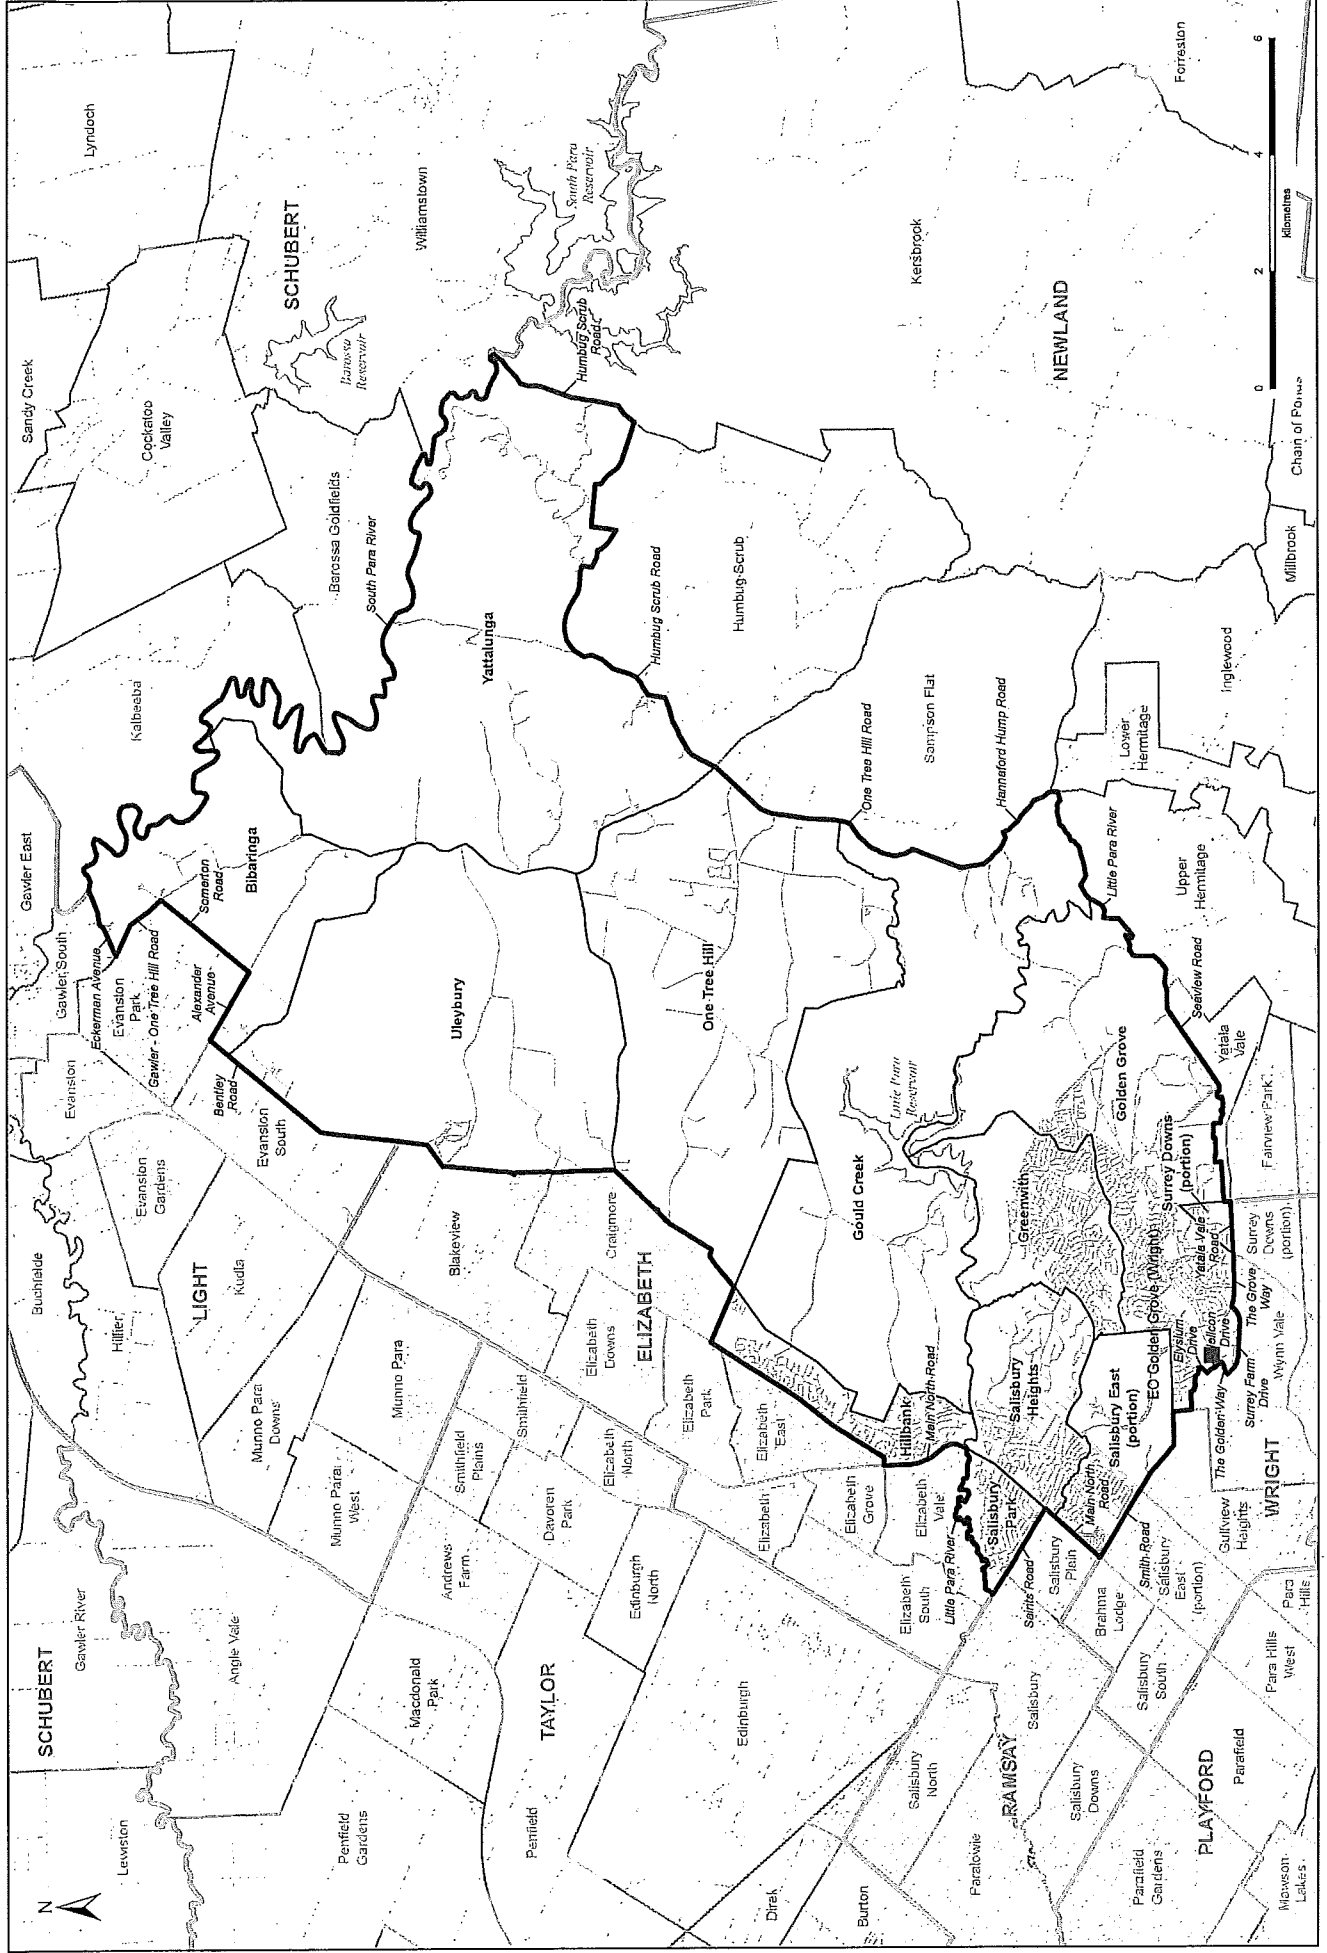 N
SCHUBERT
Lewiston
Gawler River
Buchfelde
Hillier
Evanston
Gardens
Evanston
Gawler South
Gawler East
Eckerman Avenue
Evanston
Park
Gawler - One Tree Hill Road
Kalbeeba
Sandy Creek
Cockatoo
Valley
Lyndoch
Angle Vale
LIGHT
Kudla
Munno Para
Downs
Evanston
South
Bentley
Road
Alexander
Avenue
Somerton
Road
Bibaringa
Barossa
Reservoir
SCHUBERT
Williamstown
Barossa Goldfields
South Para River
Penfield
Gardens
Macdonald
Park
Munno Para
West
Munno Para
Andrews
Farm
Smithfield
Plains
Smithfield
Blakeview
Uleybury
Yattalunga
South Para
Reservoir
Humbug Scrub
Road
Penfield
TAYLOR
Davoren
Park
Elizabeth
North
Elizabeth
Downs
Craigmore
ELIZABETH
Edinburgh
North
Elizabeth
Park
One Tree Hill
Humbug Scrub Road
Humbug Scrub
Edinburgh
Direk
Burton
Elizabeth
Elizabeth
East
Elizabeth
Grove
Elizabeth
Vale
Elizabeth
South
Hillbank
Main North Road
Gould Creek
Little Para
Reservoir
One Tree Hill Road
Sampson Flat
Kersbrook
Salisbury
North
Little Para River
Salisbury
Park
Salisbury
Heights
Greenwith
Hannaford Hump Road
NEWLAND
Paralowie
RAMSAY
Salisbury
Saints Road
Salisbury
Plain
Main North
Road
Salisbury
Downs
Brahma
Lodge
Salisbury East
(portion)
Golden Grove
Little Para River
Lower
Hermitage
Parafield
Gardens
Salisbury
South
Smith Road
Salisbury
East
(portion)
EO Golden Grove (Wright)
Surrey Downs
(portion)
Elysium
Drive
Helicon
Drive
Yatala Vale
Road
Upper
Hermitage
Seaview Road
Inglewood
Forreston
PLAYFORD
Parafield
The Golden Way
Gulfview
Heights
Surrey Farm
Drive
The Grove
Way
Surrey
Downs
(portion)
Yatala
Vale
WRIGHT
Wynn Vale
Fairview Park
Mawson
Lakes
Para Hills
West
Para
Hills
Millbrook
Chain of Ponds
0
2
4
6
kilometres